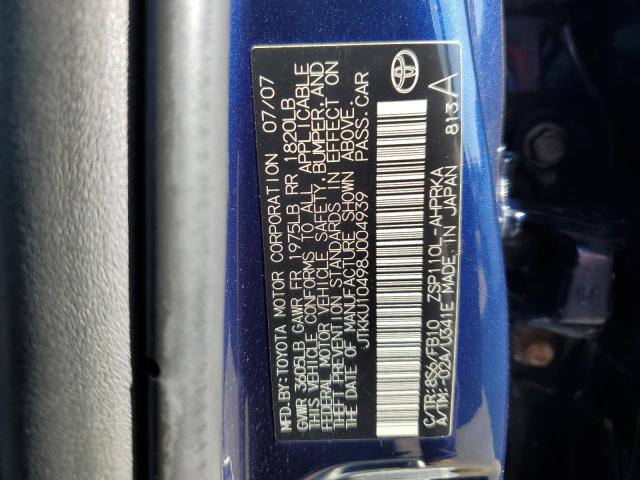 MFD.BY:TOYOTA MOTOR CORPORATION 07/07
GVWR 3605LB GAWR FR 1975LB RR 1820LB
THIS VEHICLE CONFORMS TO ALL APPLICABLE
FEDERAL MOTOR VEHICLE SAFETY, BUMPER, AND
THEFT PREVENTION STANDARDS IN EFFECT ON
THE DATE OF MANUFACTURE SHOWN ABOVE.
JTKKU10498J004939 PASS.CAR
C/TR:8S6/FB10 ZSP110L-AHPRKA
A/TM:-02A/U341E MADE IN JAPAN 813 A